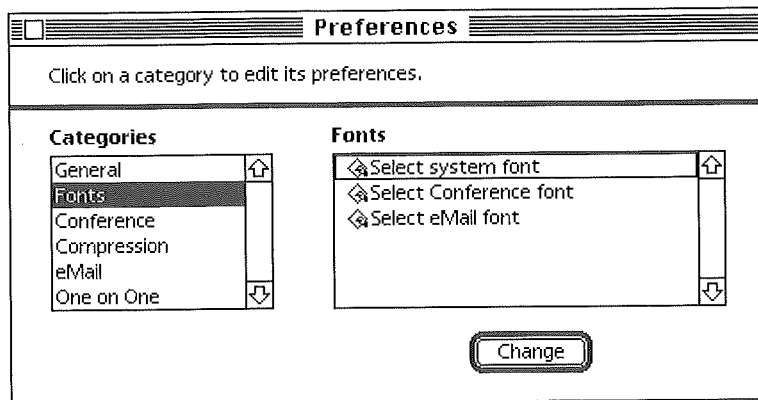 Preferences
Click on a category to edit its preferences.
Categories
General
Fonts
Conference
Compression
eMail
One on One
Fonts
Select system font
Select Conference font
Select eMail font
Change